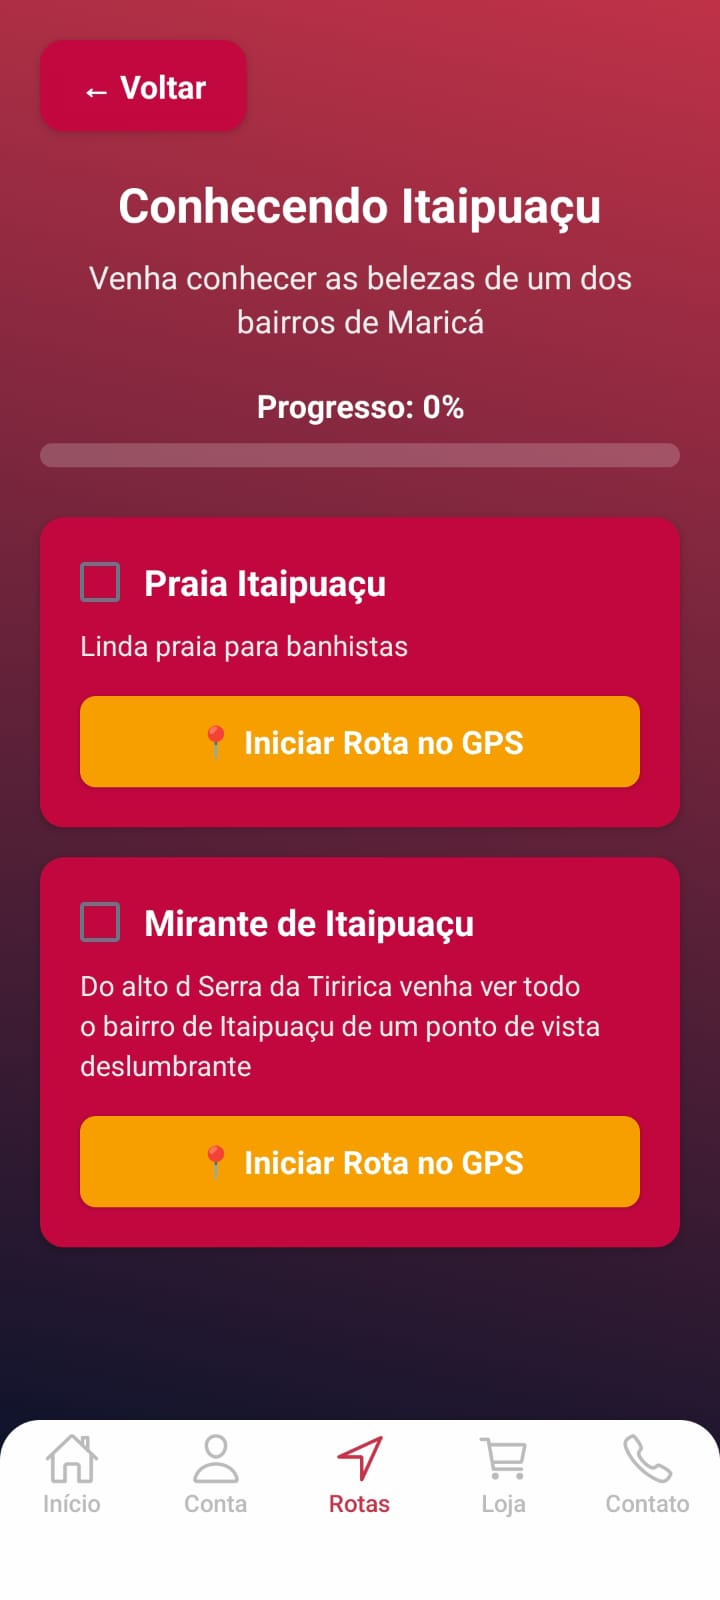 ← Voltar
Conhecendo Itaipuaçu
Venha conhecer as belezas de um dos
bairros de Maricá
Progresso: 0%
Praia Itaipuaçu
Linda praia para banhistas
📍 Iniciar Rota no GPS
Mirante de Itaipuaçu
Do alto d Serra da Tiririca venha ver todo
o bairro de Itaipuaçu de um ponto de vista
deslumbrante
📍 Iniciar Rota no GPS
Início
Conta
Rotas
Loja
Contato